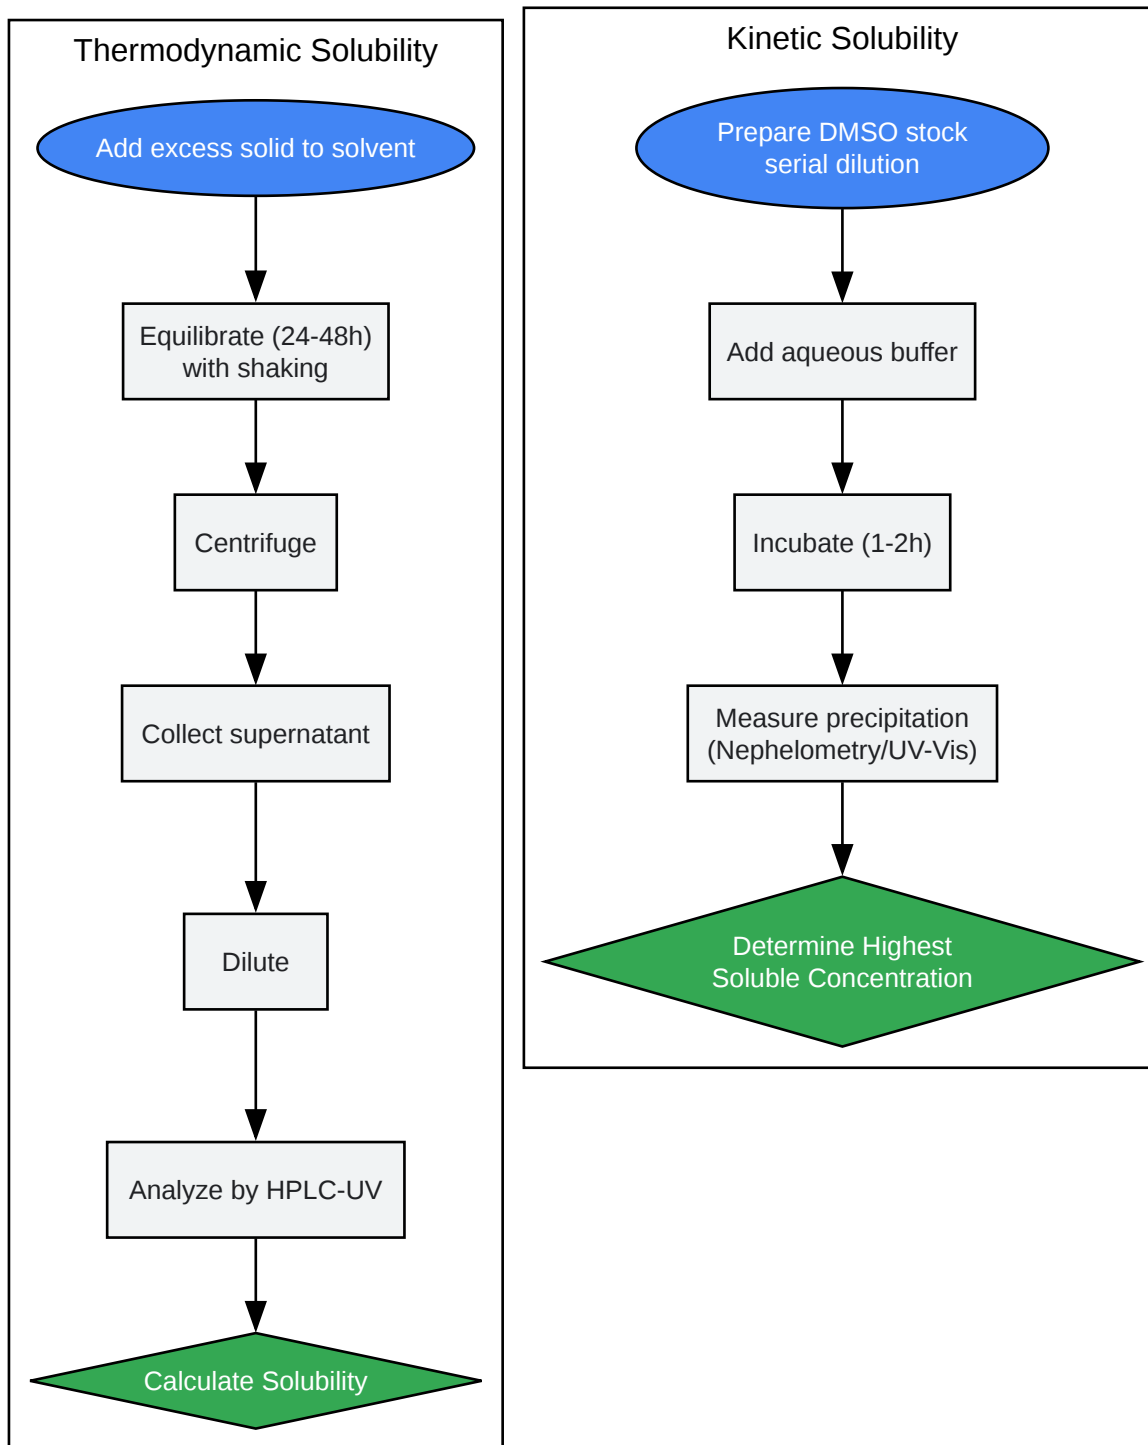 Thermodynamic Solubility
Add excess solid to solvent
Equilibrate (24-48h)
with shaking
Centrifuge
Collect supernatant
Dilute
Analyze by HPLC-UV
Calculate Solubility
Kinetic Solubility
Prepare DMSO stock
serial dilution
Add aqueous buffer
Incubate (1-2h)
Measure precipitation
(Nephelometry/UV-Vis)
Determine Highest
Soluble Concentration